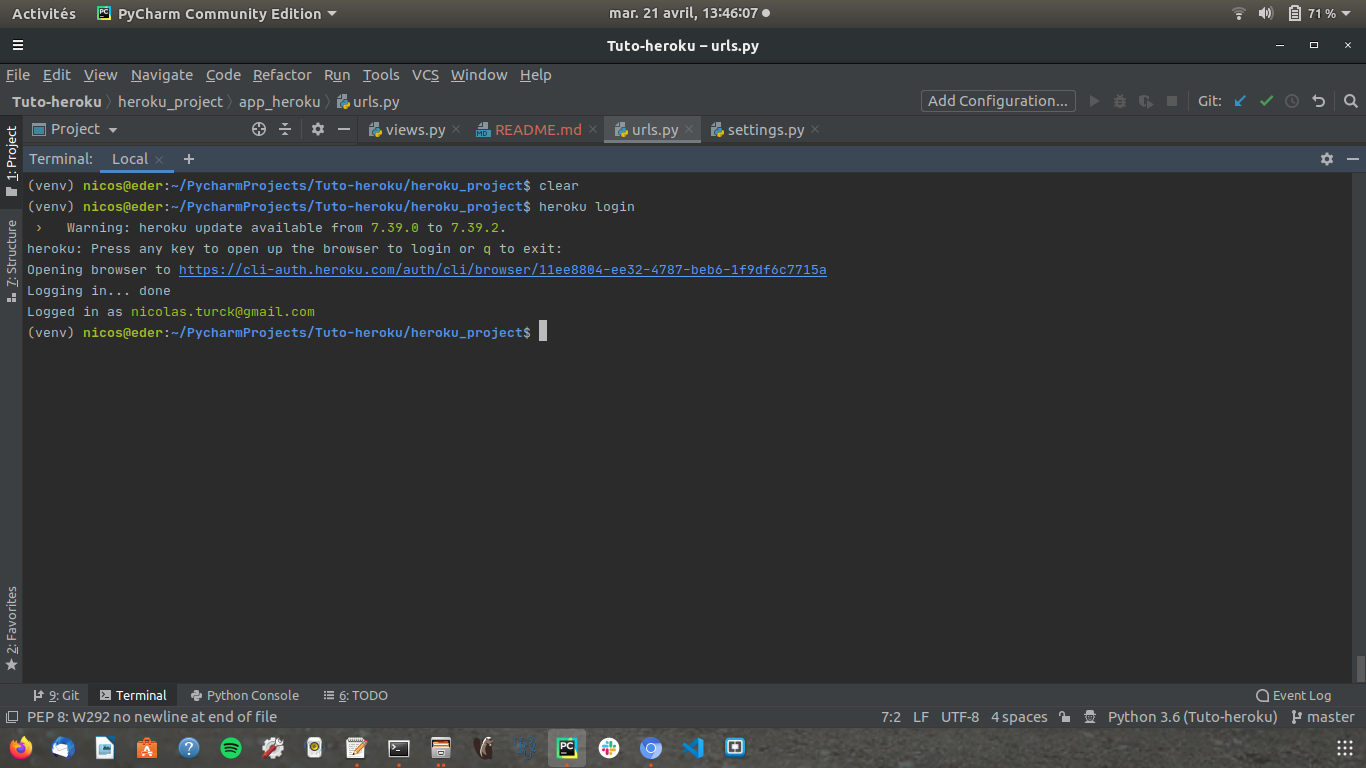 Activités PyCharm Community Edition mar. 21 avril, 13:46:07 71 %
Tuto-heroku – urls.py
File Edit View Navigate Code Refactor Run Tools VCS Window Help
Tuto-heroku heroku_project app_heroku urls.py Add Configuration... Git:
1: Project
Project views.py README.md urls.py settings.py
Terminal: Local +
(venv) nicos@eder:~/PycharmProjects/Tuto-heroku/heroku_project$ clear
(venv) nicos@eder:~/PycharmProjects/Tuto-heroku/heroku_project$ heroku login
› Warning: heroku update available from 7.39.0 to 7.39.2.
heroku: Press any key to open up the browser to login or q to exit:
Opening browser to https://cli-auth.heroku.com/auth/cli/browser/11ee8804-ee32-4787-beb6-1f9df6c7715a
Logging in... done
Logged in as nicolas.turck@gmail.com
(venv) nicos@eder:~/PycharmProjects/Tuto-heroku/heroku_project$
7: Structure
2: Favorites
9: Git Terminal Python Console 6: TODO Event Log
PEP 8: W292 no newline at end of file 7:2 LF UTF-8 4 spaces Python 3.6 (Tuto-heroku) master